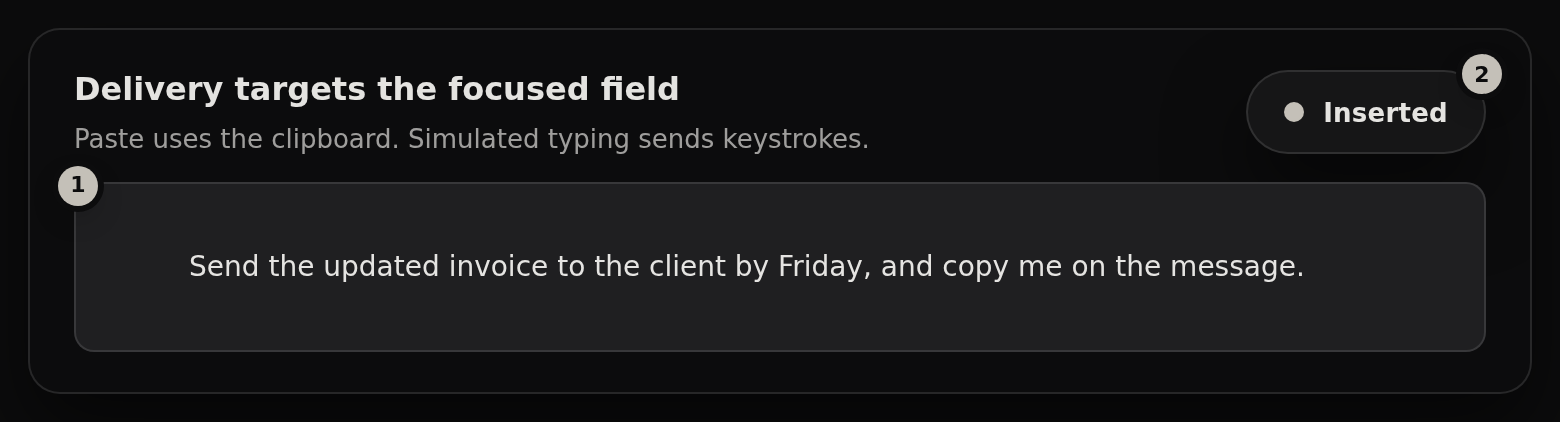 Delivery targets the focused field
2
Inserted
Paste uses the clipboard. Simulated typing sends keystrokes.
1
Send the updated invoice to the client by Friday, and copy me on the message.